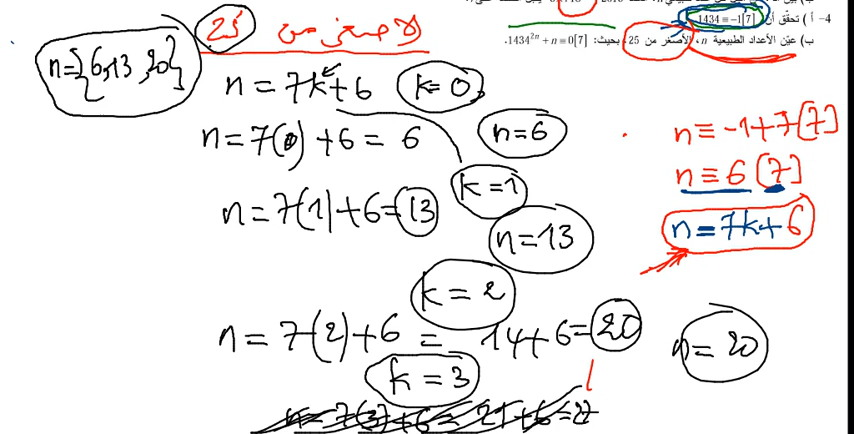 4- أ) تحقق أن 1434 ≡ -1[7]
ب) عيّن الأعداد الطبيعية n، الأصغر من 25، بحيث: 1434²ⁿ + n ≡ 0[7].
الأصغر من 25
n={6,13,20}
n = 7k+6 k=0
n = 7(0)+6 = 6 n=6
k=1
n = 7(1)+6=13
n=13
k=2
n = 7(2)+6 = 14+6=20 n=20
k=3
n = 7(3)+6 = 21+6=27
n ≡ -1+7[7]
n ≡ 6[7]
n = 7k+6